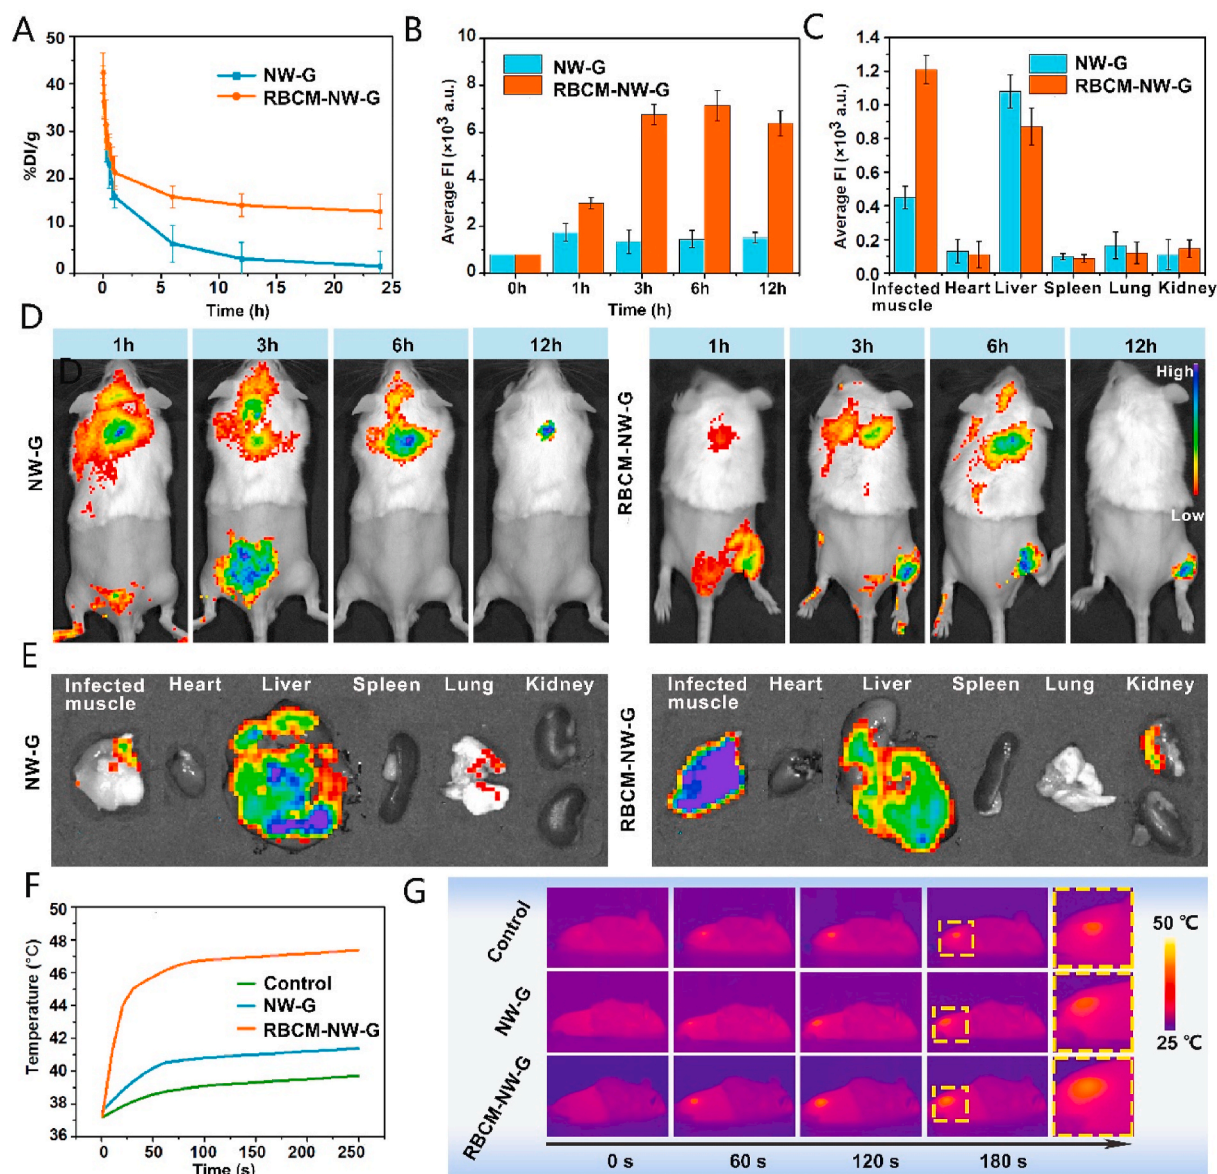 A
50
40
30
20
10
0
%DI/g
NW-G
RBCM-NW-G
0
5
10
15
20
25
Time (h)
B
10
8
6
4
2
0
Average FI (×10³ a.u.)
NW-G
RBCM-NW-G
0h
1h
3h
6h
12h
Time (h)
C
1.4
1.2
1.0
0.8
0.6
0.4
0.2
0.0
Average FI (×10³ a.u.)
NW-G
RBCM-NW-G
Infected
muscle
Heart
Liver
Spleen
Lung
Kidney
D
D
NW-G
1h
3h
6h
12h
RBCM-NW-G
1h
3h
6h
12h
High
Low
E
NW-G
Infected
muscle
Heart
Liver
Spleen
Lung
Kidney
RBCM-NW-G
Infected
muscle
Heart
Liver
Spleen
Lung
Kidney
F
50
48
46
44
42
40
38
36
Temperature (°C)
Control
NW-G
RBCM-NW-G
0
50
100
150
200
250
Time (s)
G
Control
NW-G
RBCM-NW-G
0 s
60 s
120 s
180 s
50 ℃
25 ℃